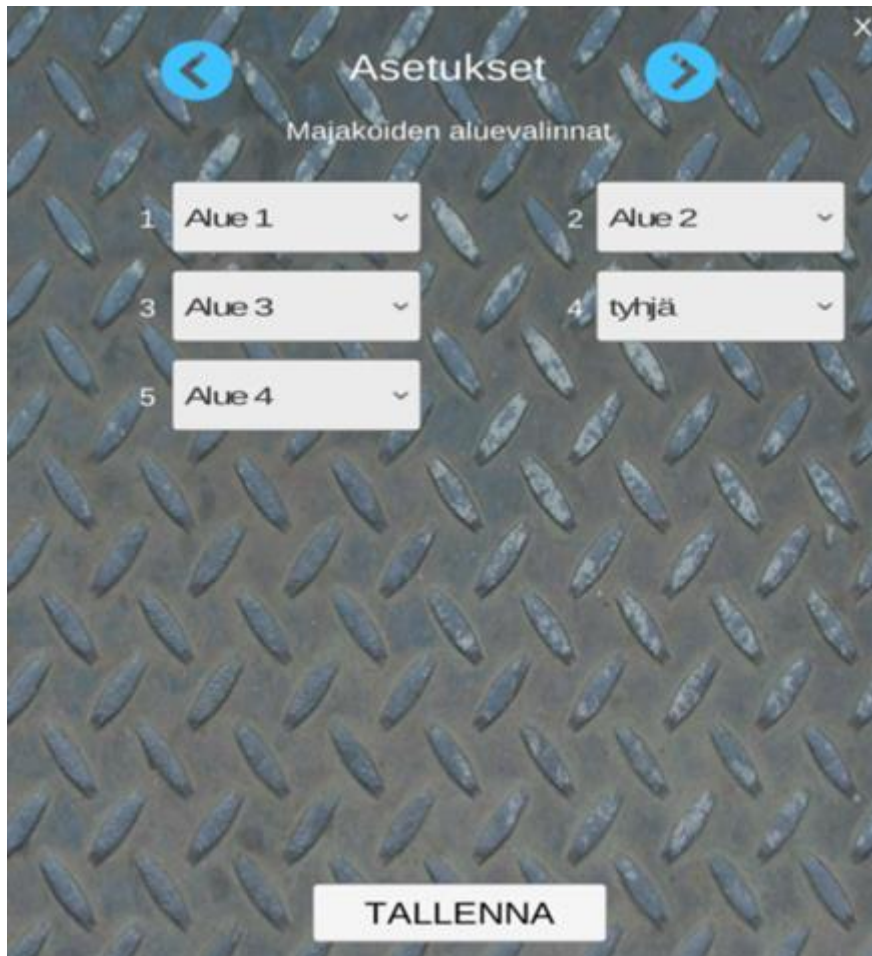 X
Asetukset
Majakoiden aluevalinnat
1 Alue 1
2 Alue 2
3 Alue 3
4 tyhjä
5 Alue 4
TALLENNA